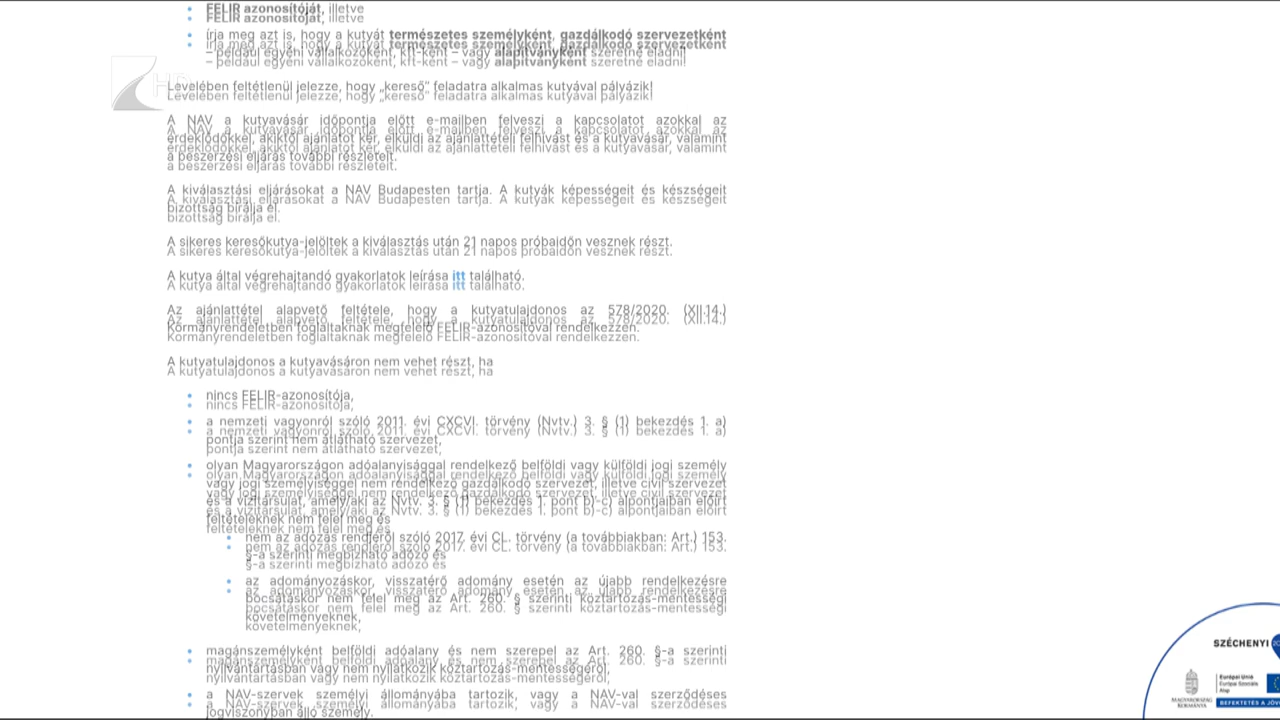 FELIR azonosítóját, illetve
írja meg azt is, hogy a kutyát természetes személyként, gazdálkodó szervezetként
– például egyéni vállalkozóként, kft-ként – vagy alapítványként szeretné eladni!
HD
Levelében feltétlenül jelezze, hogy „kereső” feladatra alkalmas kutyával pályázik!
A NAV a kutyavásár időpontja előtt e-mailben felveszi a kapcsolatot azokkal az
érdeklődőkkel, akiktől ajánlatot kér, elküldi az ajánlattételi felhívást és a kutyavásár, valamint
a beszerzési eljárás további részleteit.
A kiválasztási eljárásokat a NAV Budapesten tartja. A kutyák képességeit és készségeit
bizottság bírálja el.
A sikeres keresőkutya-jelöltek a kiválasztás után 21 napos próbaidőn vesznek részt.
A kutya által végrehajtandó gyakorlatok leírása itt található.
Az ajánlattétel alapvető feltétele, hogy a kutyatulajdonos az 578/2020. (XII.14.)
Kormányrendeletben foglaltaknak megfelelő FELIR-azonosítóval rendelkezzen.
A kutyatulajdonos a kutyavásáron nem vehet részt, ha
nincs FELIR-azonosítója,
a nemzeti vagyonról szóló 2011. évi CXCVI. törvény (Nvtv.) 3. § (1) bekezdés 1. a)
pontja szerint nem átlátható szervezet,
olyan Magyarországon adóalanyisággal rendelkező belföldi vagy külföldi jogi személy
vagy jogi személyiséggel nem rendelkező gazdálkodó szervezet, illetve civil szervezet
és a vízitársulat, amely/aki az Nvtv. 3. § (1) bekezdés 1. pont b)-c) alpontjaiban előírt
feltételeknek nem felel meg és
nem az adózás rendjéről szóló 2017. évi CL. törvény (a továbbiakban: Art.) 153.
§-a szerinti megbízható adózó és
az adományozáskor, visszatérő adomány esetén az újabb rendelkezésre
bocsátáskor nem felel meg az Art. 260. § szerinti köztartozás-mentességi
követelményeknek,
magánszemélyként belföldi adóalany és nem szerepel az Art. 260. §-a szerinti
nyilvántartásban vagy nem nyilatkozik köztartozás-mentességéről,
a NAV-szervek személyi állományába tartozik, vagy a NAV-val szerződéses
jogviszonyban álló személy.
SZÉCHENYI
MAGYARORSZÁG
KORMÁNYA
Európai Unió
Európai Szociális
Alap
BEFEKTETÉS A JÖV